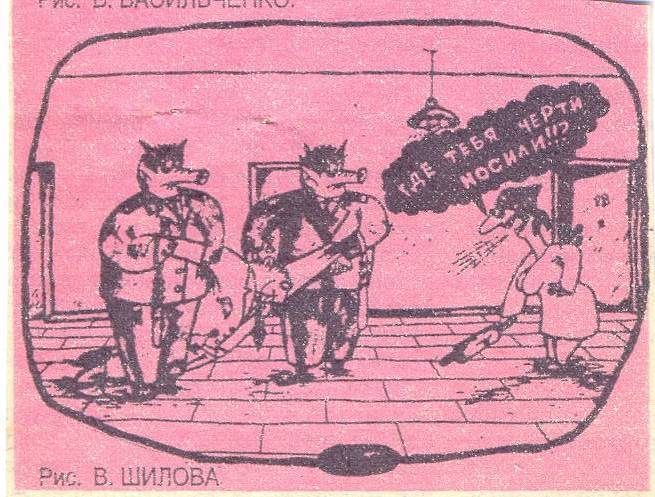 Рис. В. ВАСИЛЬЧЕНКО.
ГДЕ ТЕБЯ ЧЕРТИ
НОСИЛИ!!?
Рис. В. ШИЛОВА